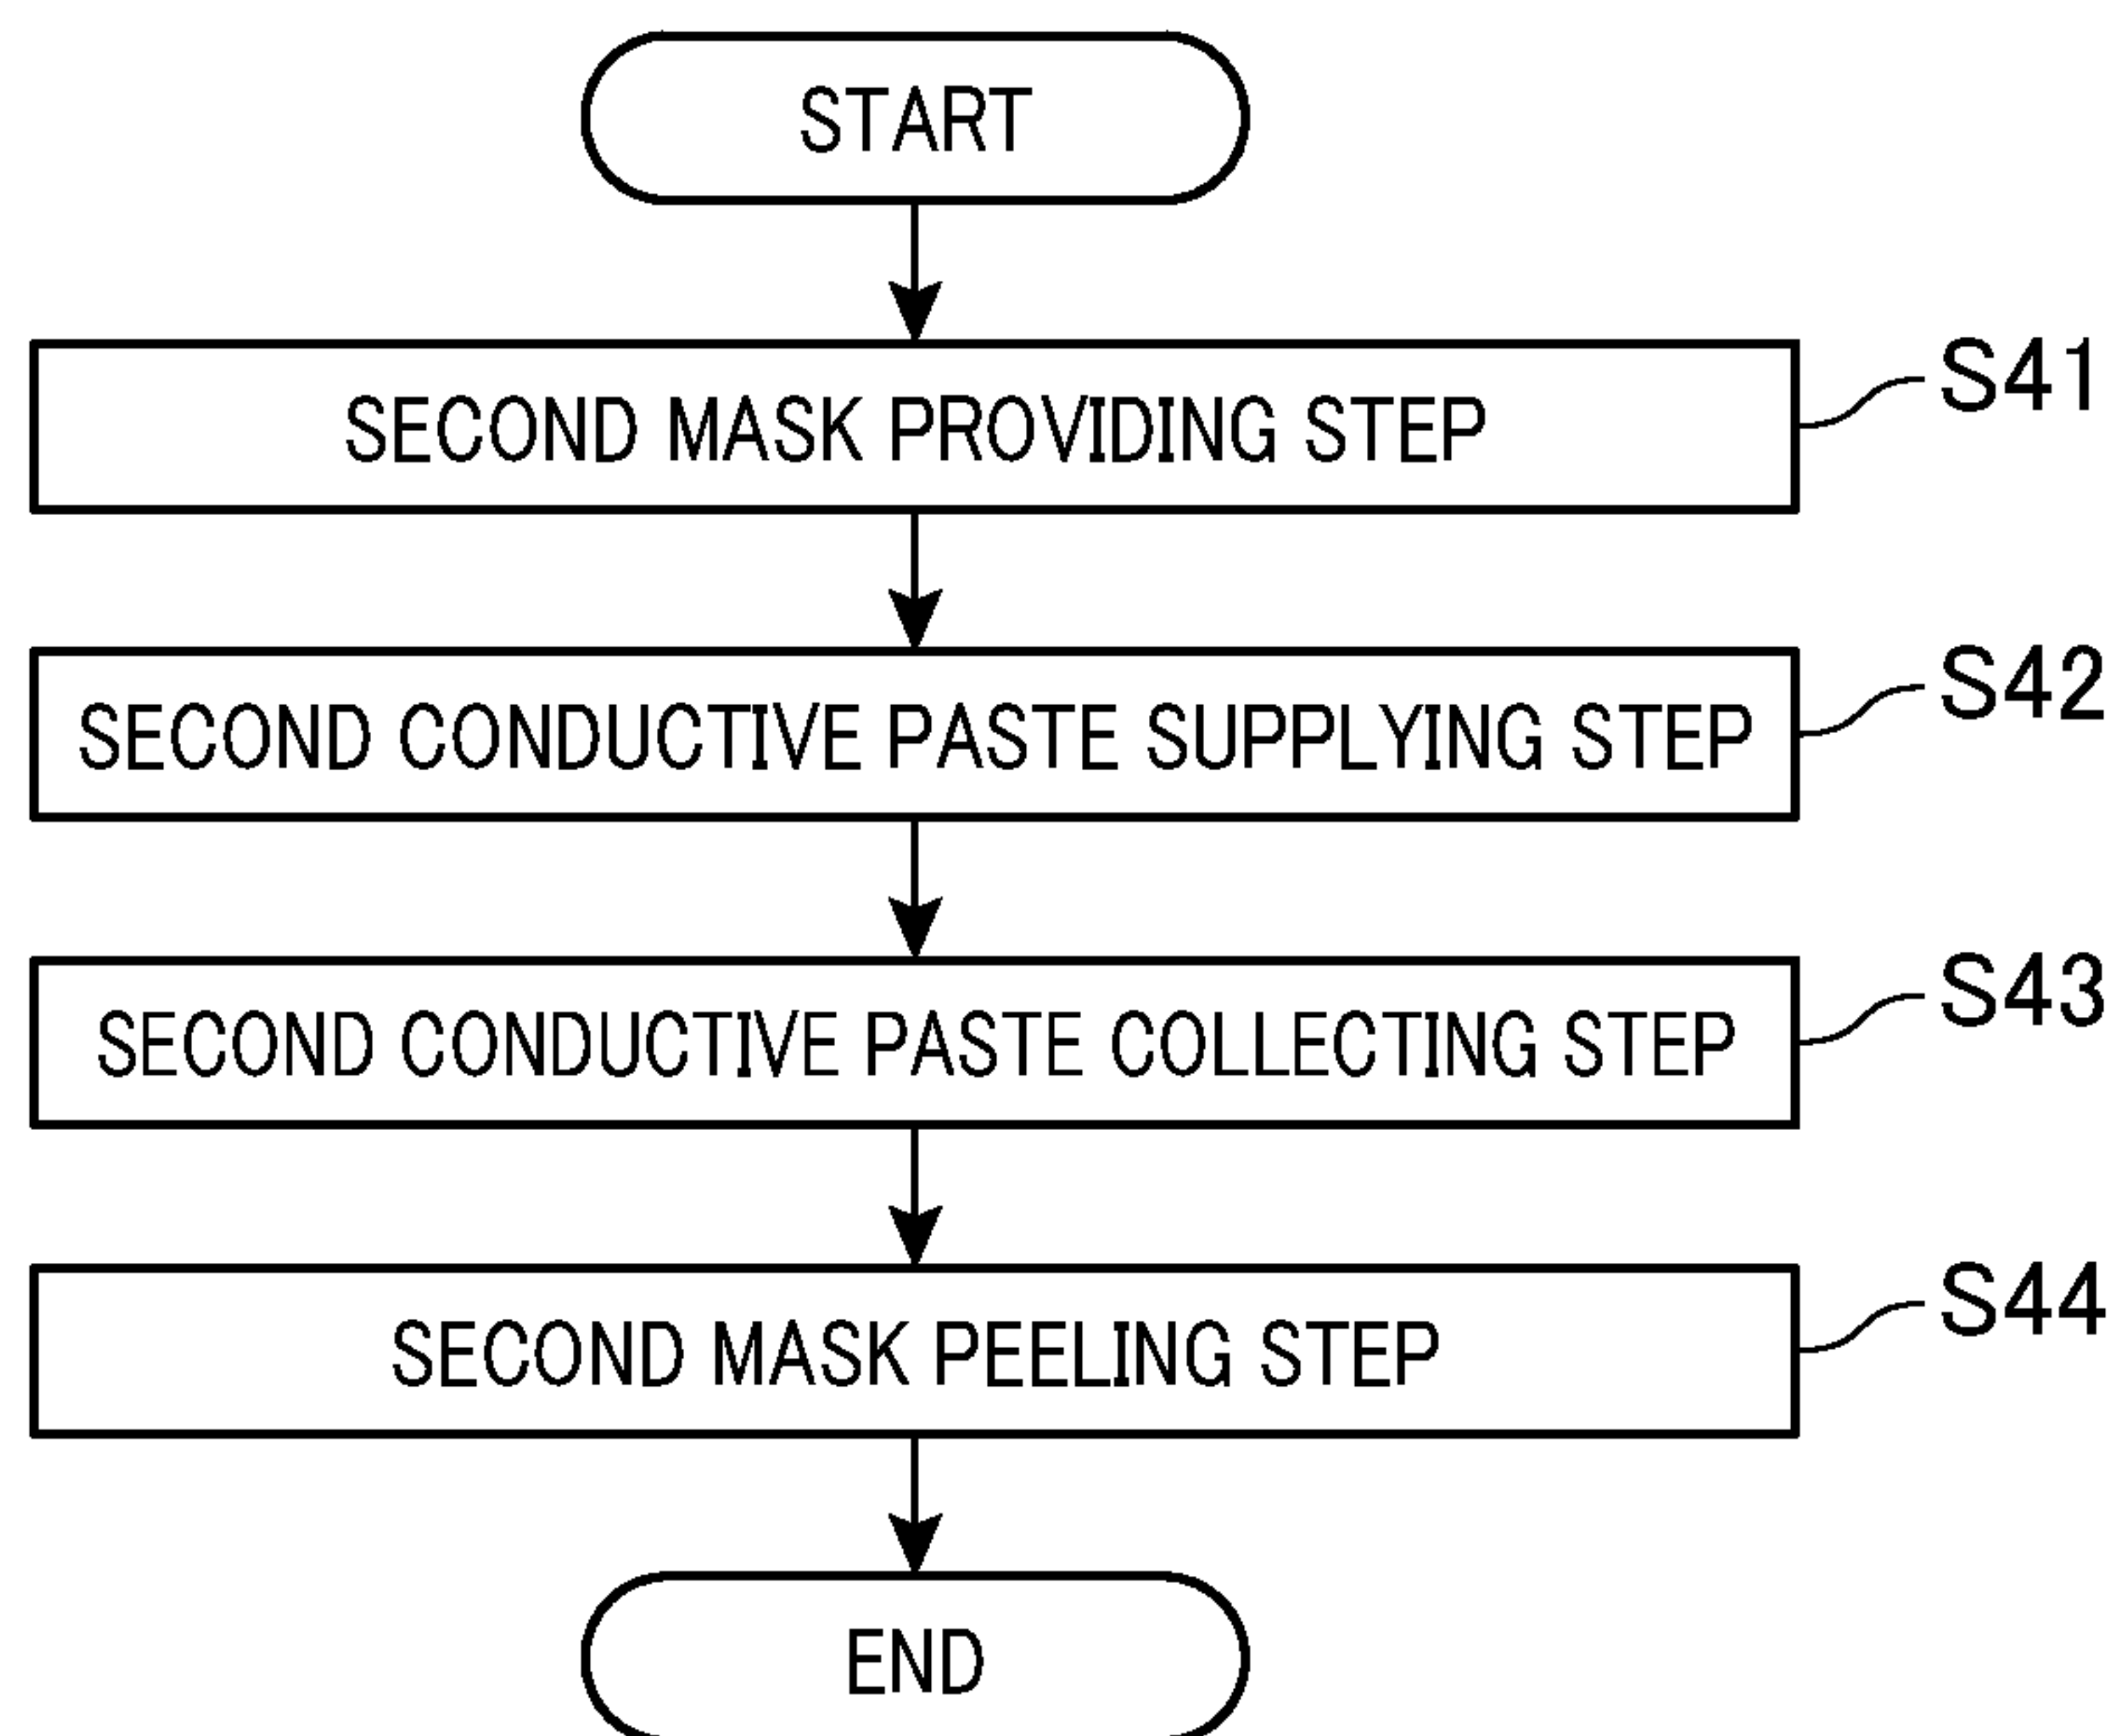 START
SECOND MASK PROVIDING STEP
S41
SECOND CONDUCTIVE PASTE SUPPLYING STEP
S42
SECOND CONDUCTIVE PASTE COLLECTING STEP
S43
SECOND MASK PEELING STEP
S44
END